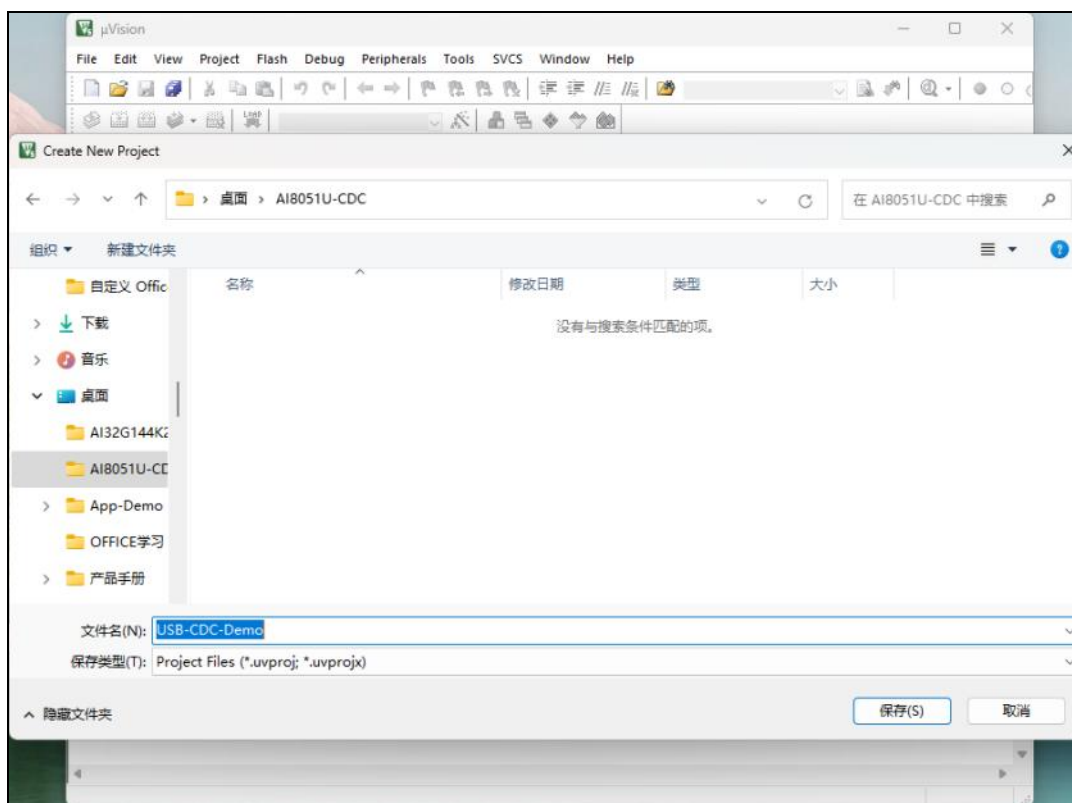 μVision
File Edit View Project Flash Debug Peripherals Tools SVCS Window Help
Create New Project
桌面 > AI8051U-CDC
在 AI8051U-CDC 中搜索
组织 新建文件夹
名称 修改日期 类型 大小
没有与搜索条件匹配的项。
自定义 Offic
下载
音乐
桌面
AI32G144K2
AI8051U-CD
App-Demo
OFFICE学习
产品手册
文件名(N): USB-CDC-Demo
保存类型(T): Project Files (*.uvproj; *.uvprojx)
隐藏文件夹 保存(S) 取消